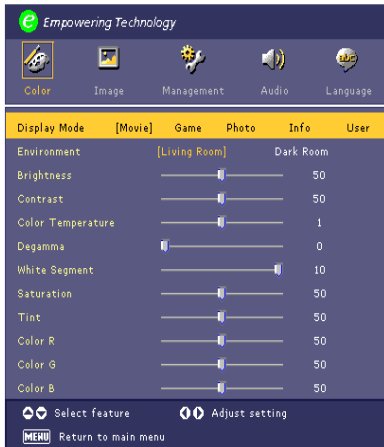 e Empowering Technology
Color Image Management Audio Language
Display Mode [Movie] Game Photo Info User
Environment [Living Room] Dark Room
Brightness 50
Contrast 50
Color Temperature 1
Degamma 0
White Segment 10
Saturation 50
Tint 50
Color R 50
Color G 50
Color B 50
Select feature Adjust setting
MENU Return to main menu